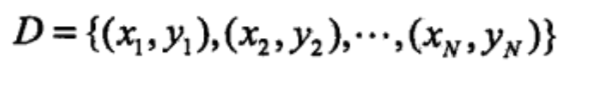 D = {(x₁, y₁), (x₂, y₂), ⋯, (x_N, y_N)}